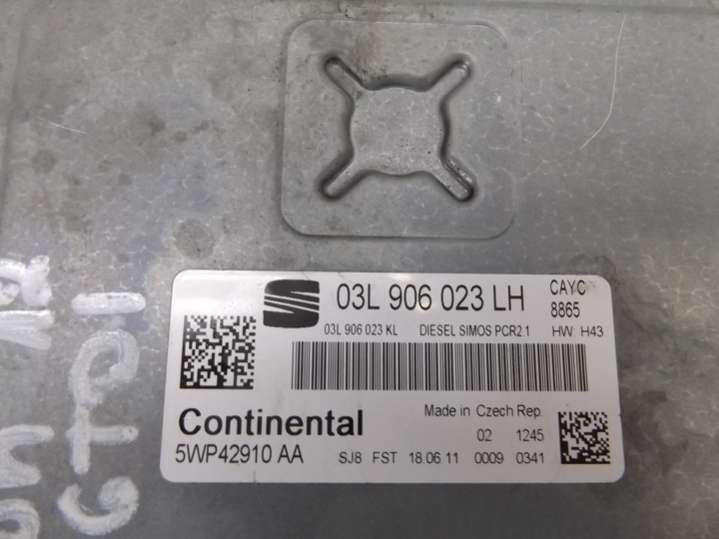 03L 906 023 LH CAYC
8865
03L 906 023 KL DIESEL SIMOS PCR2.1 HW H43
Continental Made in Czech Rep.
02 1245
5WP42910 AA SJ8 FST 18.06.11 0009 0341
6TDI